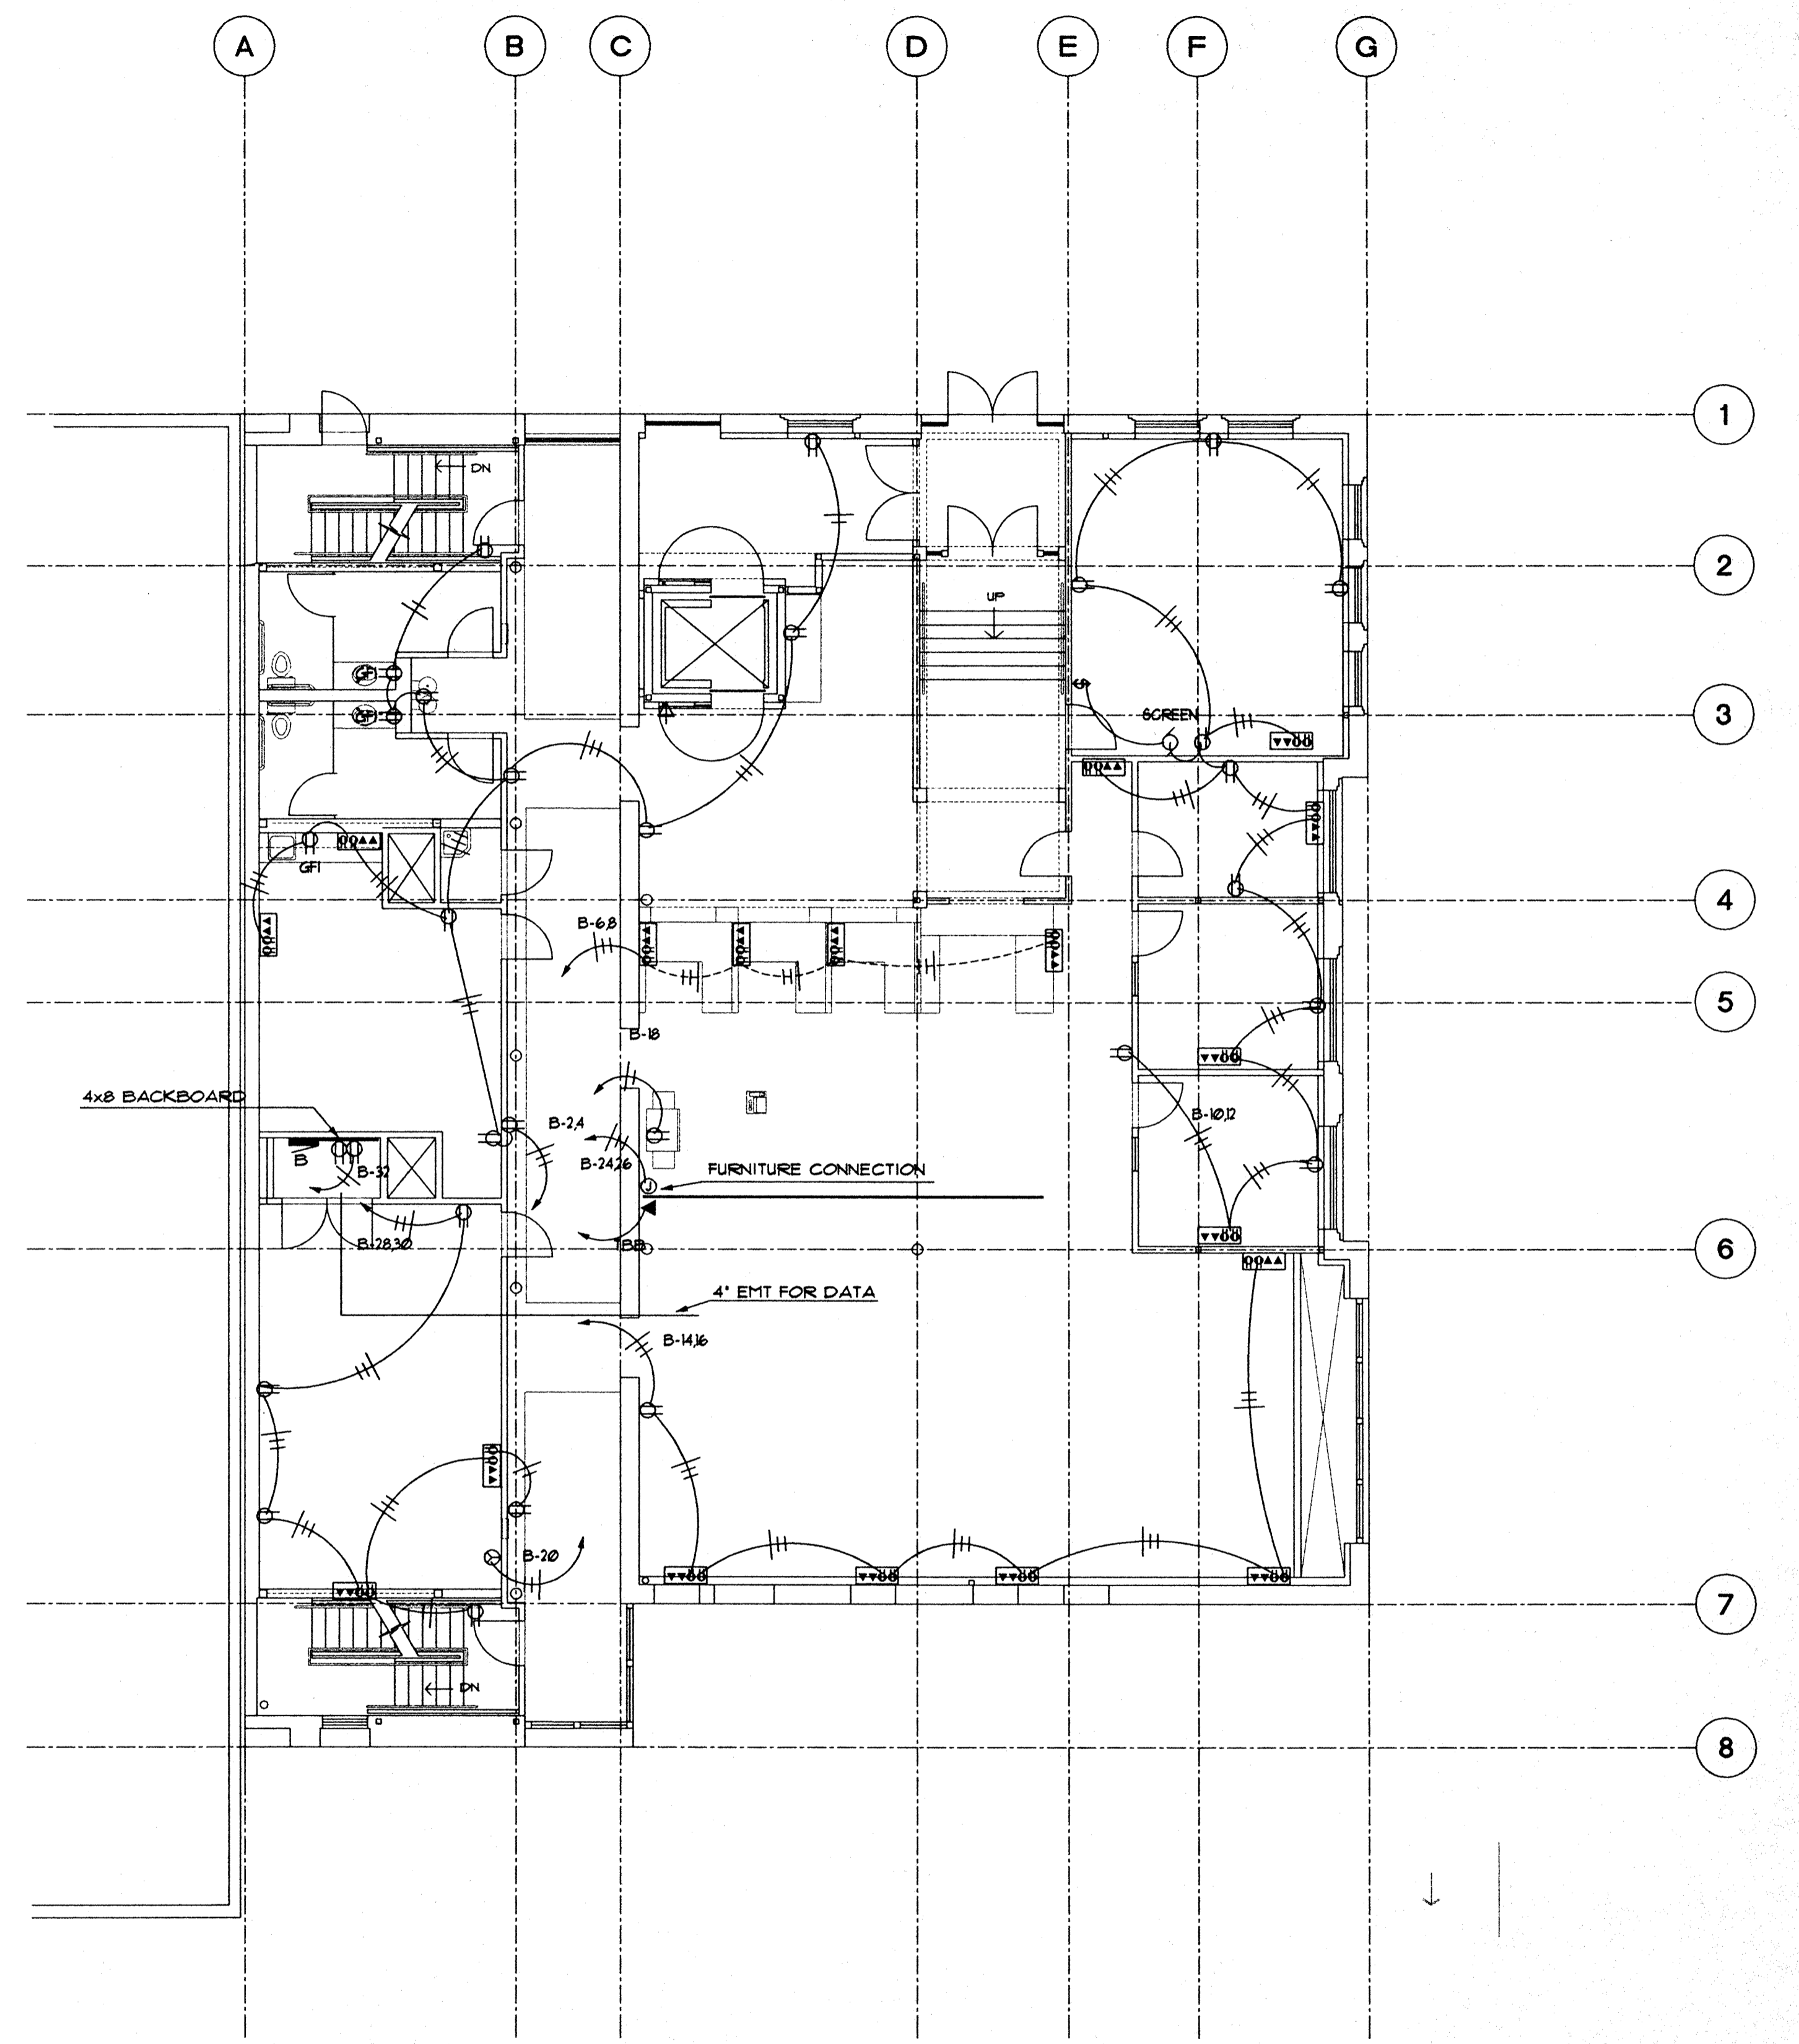 A B C D E F G
1
DN
2
UP
GFI
3
SCREEN
GFI
GFI
4
B-6,8
5
B-18
4x8 BACKBOARD
B-2,4
B-10,12
B
B-32
B-24,26
FURNITURE CONNECTION
J
B-28,30
6
4" EMT FOR DATA
B-14,16
B-20
7
DN
8